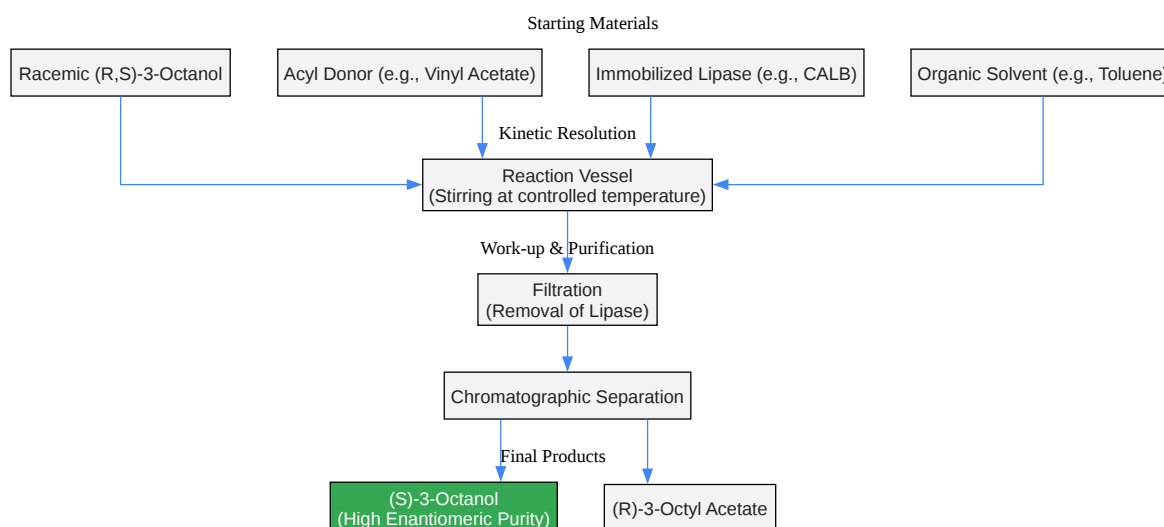 Starting Materials
Racemic (R,S)-3-Octanol
Acyl Donor (e.g., Vinyl Acetate)
Immobilized Lipase (e.g., CALB)
Organic Solvent (e.g., Toluene)
Kinetic Resolution
Reaction Vessel
(Stirring at controlled temperature)
Work-up & Purification
Filtration
(Removal of Lipase)
Chromatographic Separation
Final Products
(S)-3-Octanol
(High Enantiomeric Purity)
(R)-3-Octyl Acetate